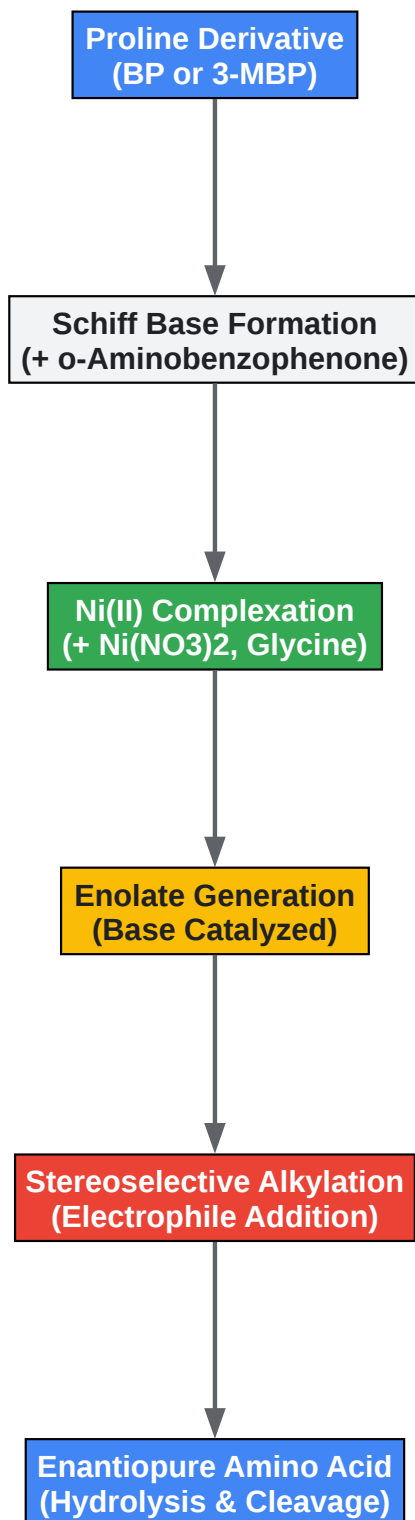 Proline Derivative
(BP or 3-MBP)
Schiff Base Formation
(+ o-Aminobenzophenone)
Ni(II) Complexation
(+ Ni(NO3)2, Glycine)
Enolate Generation
(Base Catalyzed)
Stereoselective Alkylation
(Electrophile Addition)
Enantiopure Amino Acid
(Hydrolysis & Cleavage)